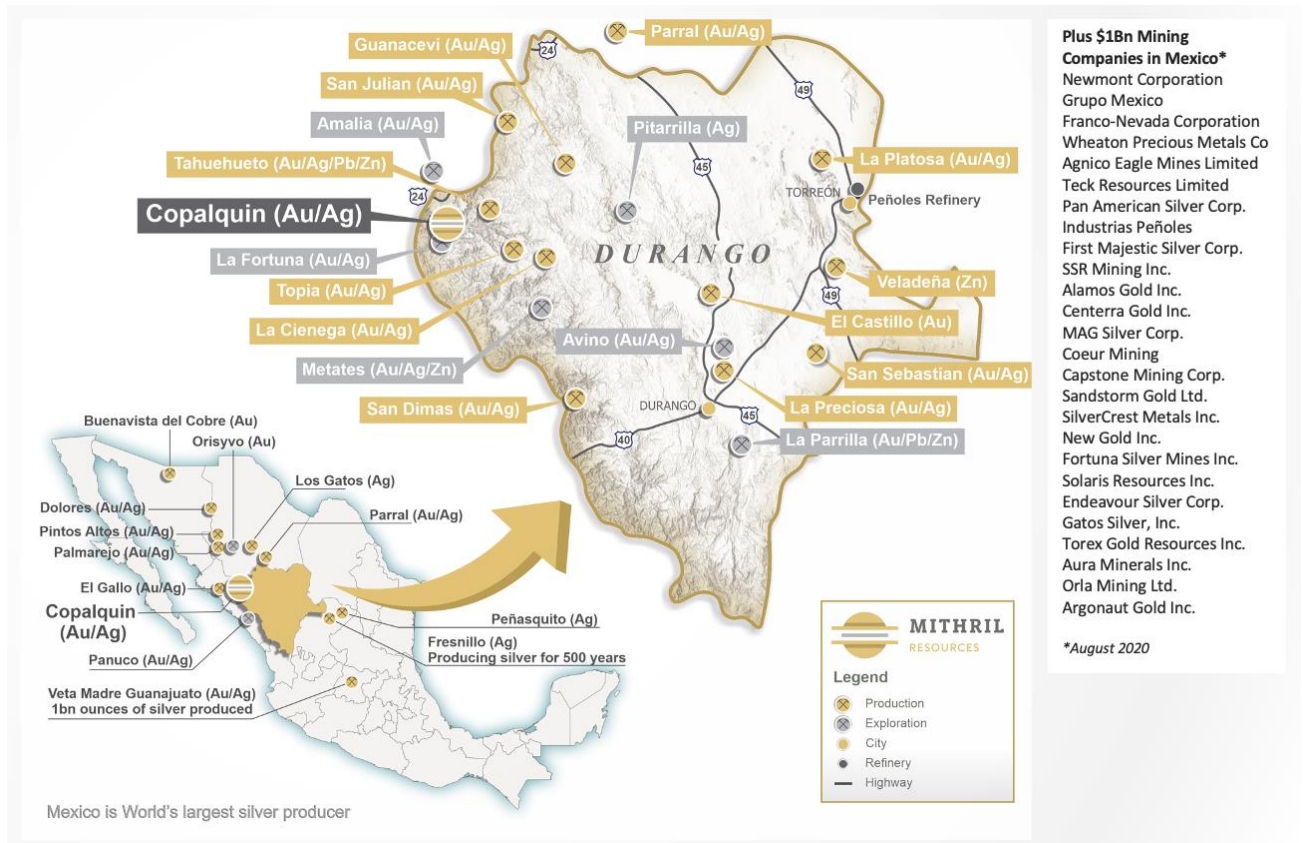 Guanacevi (Au/Ag)
24
Parral (Au/Ag)
San Julian (Au/Ag)
49
Amalia (Au/Ag)
Pitarrilla (Ag)
Tahuehueto (Au/Ag/Pb/Zn)
45
La Platosa (Au/Ag)
24
TORREÓN
Peñoles Refinery
Copalquin (Au/Ag)
DURANGO
La Fortuna (Au/Ag)
Topia (Au/Ag)
Veladeña (Zn)
49
La Cienega (Au/Ag)
El Castillo (Au)
Avino (Au/Ag)
Metates (Au/Ag/Zn)
San Sebastian (Au/Ag)
San Dimas (Au/Ag)
DURANGO
La Preciosa (Au/Ag)
45
40
La Parrilla (Au/Pb/Zn)
Buenavista del Cobre (Au)
Orisyvo (Au)
Los Gatos (Ag)
Dolores (Au/Ag)
Parral (Au/Ag)
Pintos Altos (Au/Ag)
Palmarejo (Au/Ag)
El Gallo (Au/Ag)
Copalquin
(Au/Ag)
Peñasquito (Ag)
Panuco (Au/Ag)
Fresnillo (Ag)
Producing silver for 500 years
Veta Madre Guanajuato (Au/Ag)
1bn ounces of silver produced
Mexico is World's largest silver producer
MITHRIL
RESOURCES
Legend
Production
Exploration
City
Refinery
Highway
Plus $1Bn Mining
Companies in Mexico*
Newmont Corporation
Grupo Mexico
Franco-Nevada Corporation
Wheaton Precious Metals Co
Agnico Eagle Mines Limited
Teck Resources Limited
Pan American Silver Corp.
Industrias Peñoles
First Majestic Silver Corp.
SSR Mining Inc.
Alamos Gold Inc.
Centerra Gold Inc.
MAG Silver Corp.
Coeur Mining
Capstone Mining Corp.
Sandstorm Gold Ltd.
SilverCrest Metals Inc.
New Gold Inc.
Fortuna Silver Mines Inc.
Solaris Resources Inc.
Endeavour Silver Corp.
Gatos Silver, Inc.
Torex Gold Resources Inc.
Aura Minerals Inc.
Orla Mining Ltd.
Argonaut Gold Inc.
*August 2020